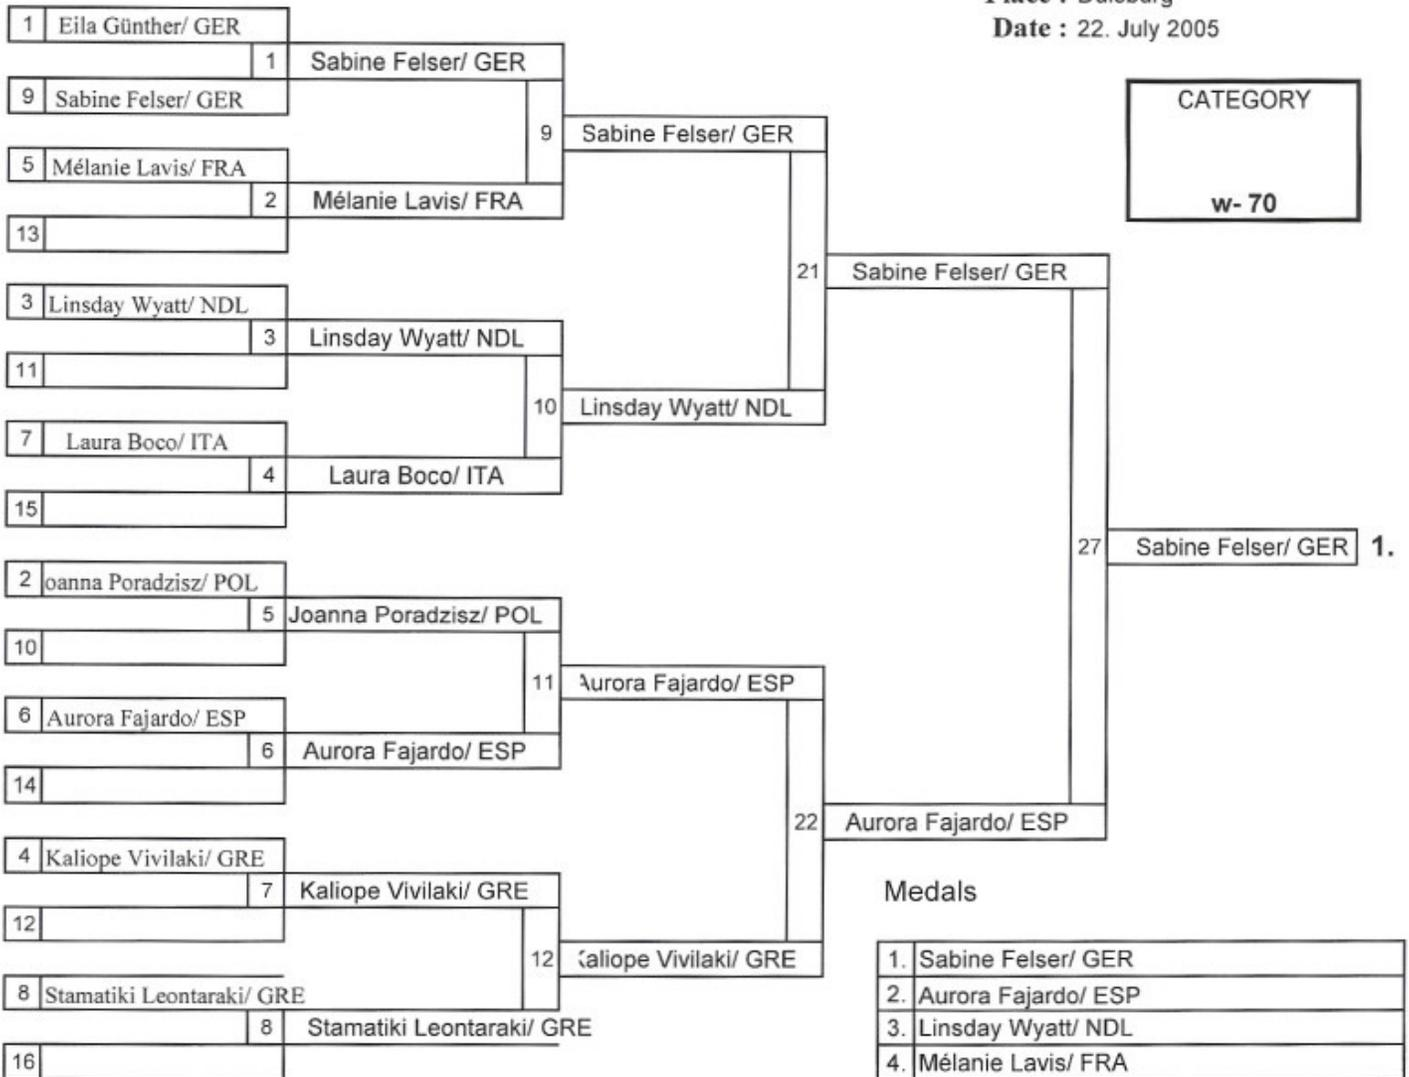 Place : Duisburg
Date : 22. July 2005
CATEGORY
w- 70
1 Eila Günther/ GER
1 Sabine Felser/ GER
9 Sabine Felser/ GER
9 Sabine Felser/ GER
5 Mélanie Lavis/ FRA
2 Mélanie Lavis/ FRA
13
21 Sabine Felser/ GER
3 Linsday Wyatt/ NDL
3 Linsday Wyatt/ NDL
11
10 Linsday Wyatt/ NDL
7 Laura Boco/ ITA
4 Laura Boco/ ITA
15
27 Sabine Felser/ GER 1.
2 oanna Poradzisz/ POL
5 Joanna Poradzisz/ POL
10
11 Aurora Fajardo/ ESP
6 Aurora Fajardo/ ESP
6 Aurora Fajardo/ ESP
14
22 Aurora Fajardo/ ESP
4 Kaliope Vivilaki/ GRE
7 Kaliope Vivilaki/ GRE
12
12 Kaliope Vivilaki/ GRE
8 Stamatiki Leontaraki/ GRE
8 Stamatiki Leontaraki/ GRE
16
Medals
1. Sabine Felser/ GER
2. Aurora Fajardo/ ESP
3. Linsday Wyatt/ NDL
4. Mélanie Lavis/ FRA